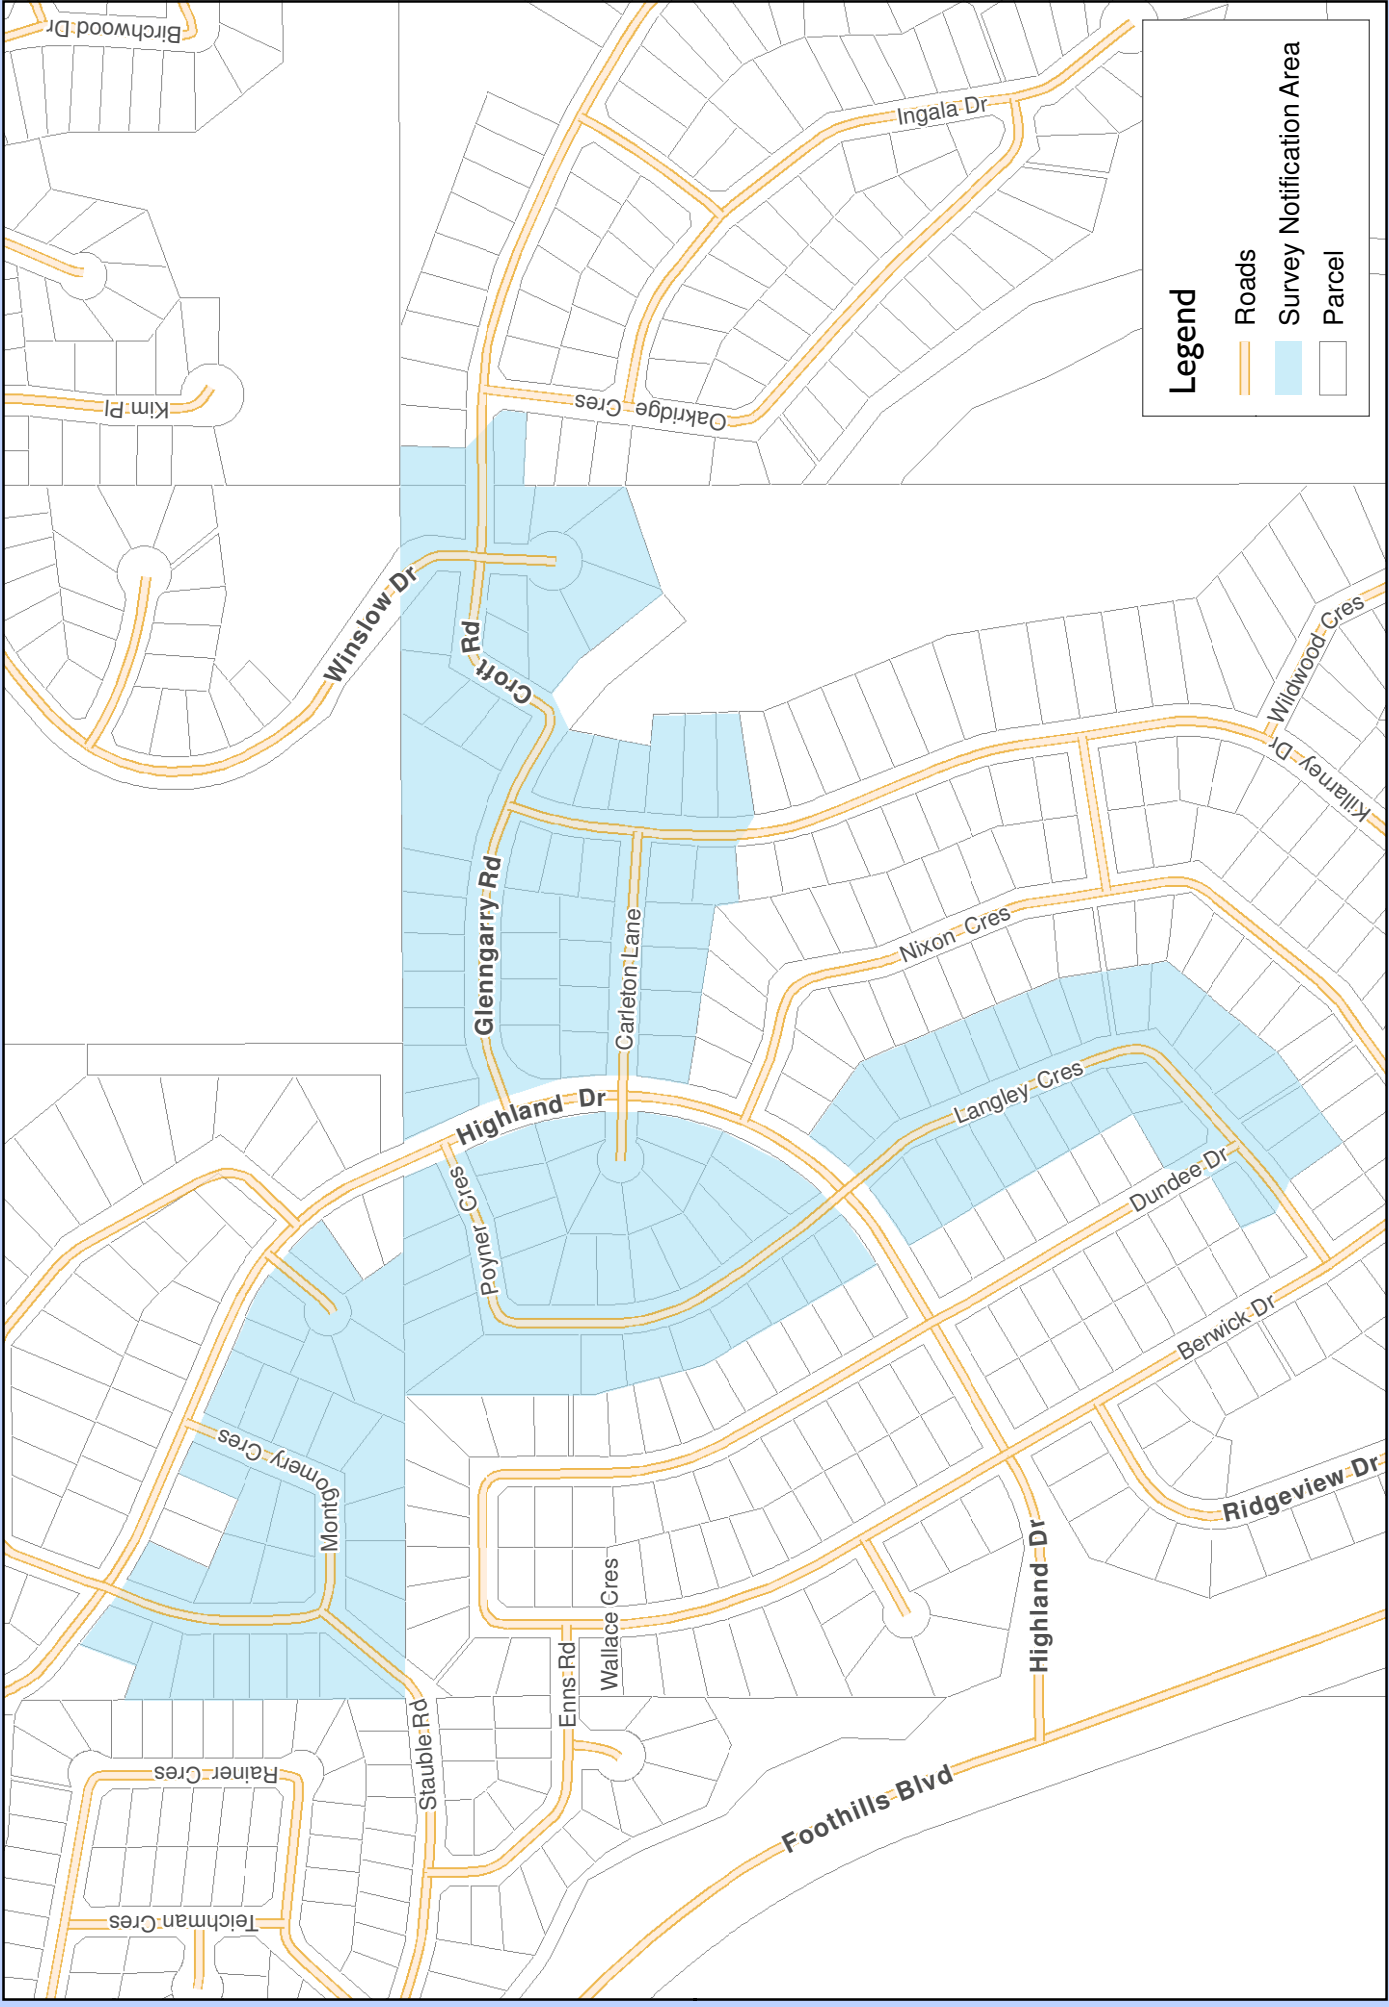 Birchwood Dr
Kim Pl
Ingala Dr
Oakridge Cres
Winslow Dr
Croft Rd
Glenngarry Rd
Carleton Lane
Highland Dr
Poyner Cres
Nixon Cres
Langley Cres
Dundee Dr
Berwick Dr
Wildwood Cres
Killarney Dr
Montgomery Cres
Wallace Cres
Enns Rd
Stauble Rd
Rainer Cres
Teichman Cres
Highland Dr
Ridgeview Dr
Foothills Blvd
Legend
Roads
Survey Notification Area
Parcel